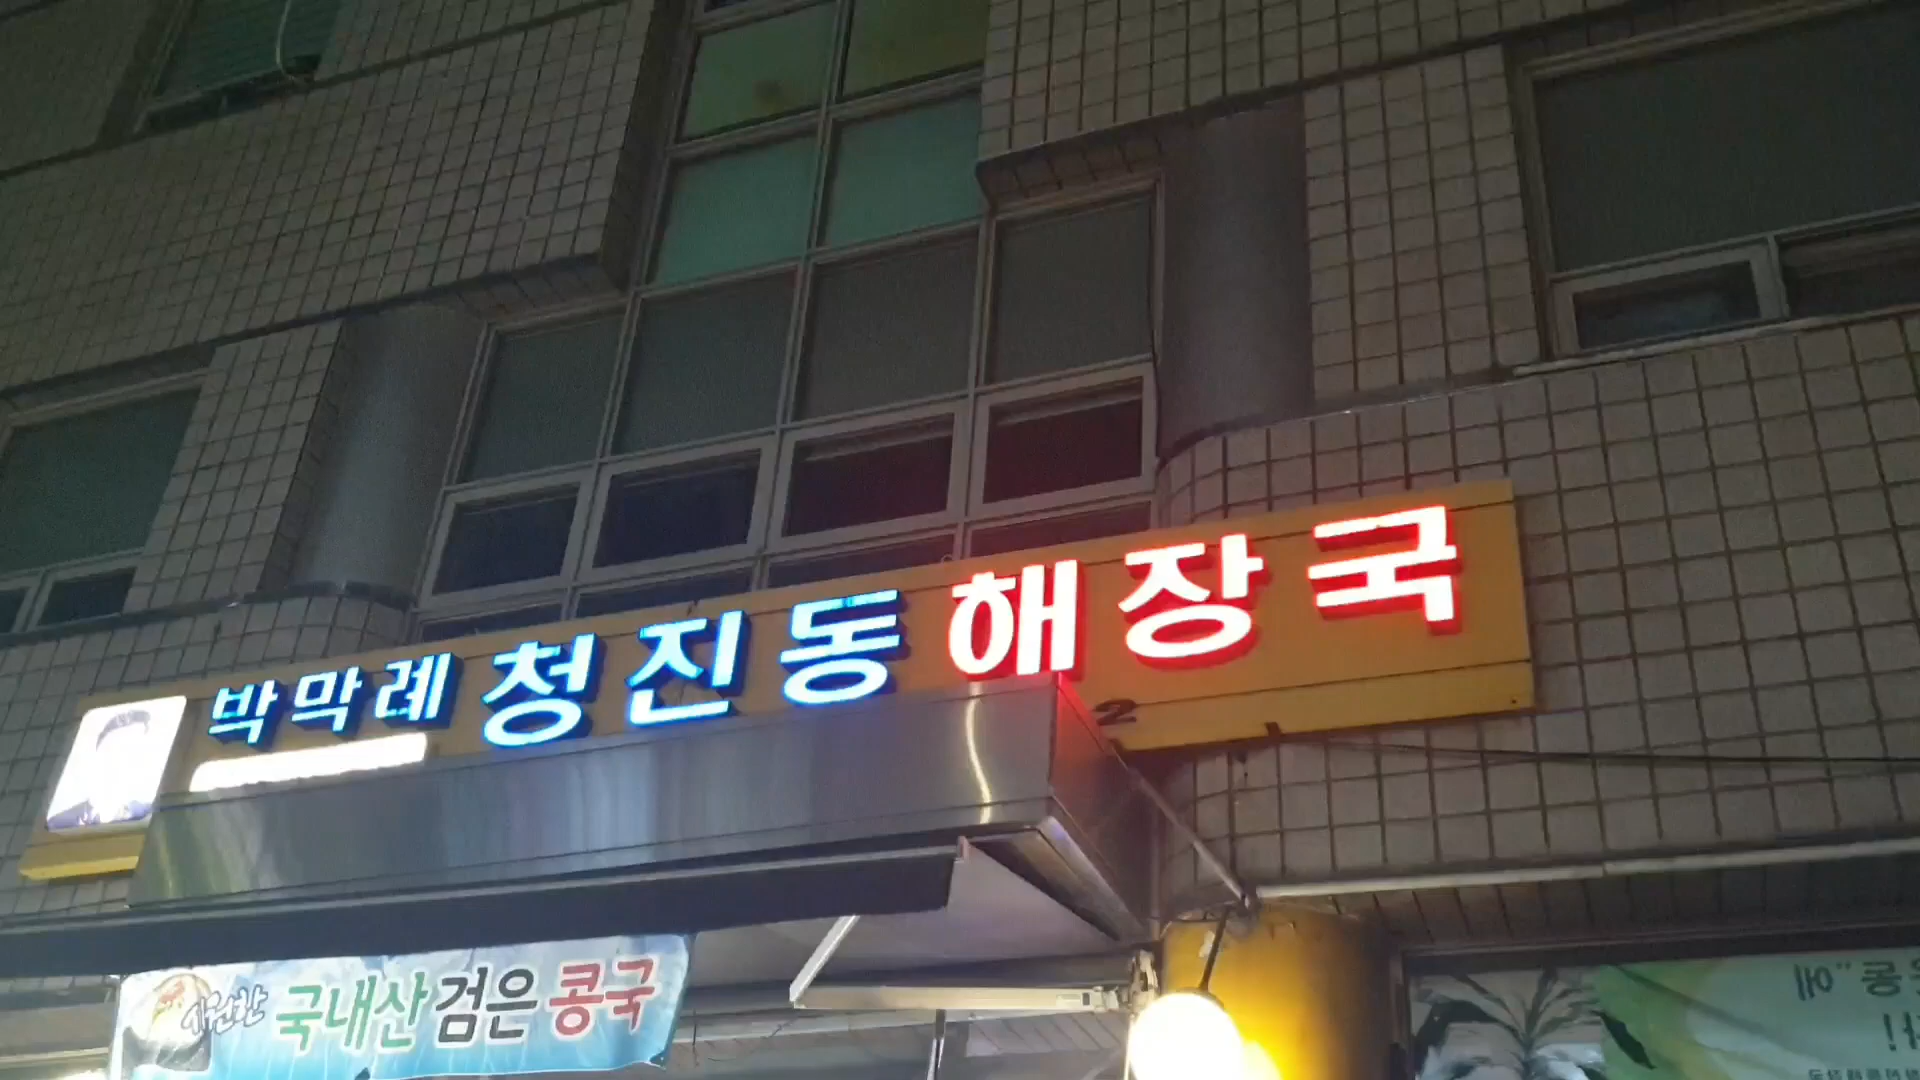 박막례 청진동 해장국
2
시원한 국내산 검은 콩국